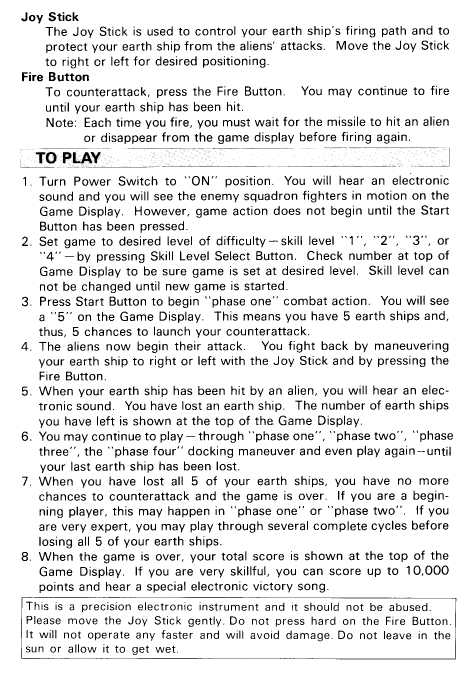 Joy Stick
The Joy Stick is used to control your earth ship's firing path and to
protect your earth ship from the aliens' attacks. Move the Joy Stick
to right or left for desired positioning.
Fire Button
To counterattack, press the Fire Button. You may continue to fire
until your earth ship has been hit.
Note: Each time you fire, you must wait for the missile to hit an alien
or disappear from the game display before firing again.
TO PLAY
1. Turn Power Switch to "ON" position. You will hear an electronic
sound and you will see the enemy squadron fighters in motion on the
Game Display. However, game action does not begin until the Start
Button has been pressed.
2. Set game to desired level of difficulty—skill level "1", "2", "3", or
"4"—by pressing Skill Level Select Button. Check number at top of
Game Display to be sure game is set at desired level. Skill level can
not be changed until new game is started.
3. Press Start Button to begin "phase one" combat action. You will see
a "5" on the Game Display. This means you have 5 earth ships and,
thus, 5 chances to launch your counterattack.
4. The aliens now begin their attack. You fight back by maneuvering
your earth ship to right or left with the Joy Stick and by pressing the
Fire Button.
5. When your earth ship has been hit by an alien, you will hear an elec-
tronic sound. You have lost an earth ship. The number of earth ships
you have left is shown at the top of the Game Display.
6. You may continue to play—through "phase one", "phase two", "phase
three", the "phase four" docking maneuver and even play again—until
your last earth ship has been lost.
7. When you have lost all 5 of your earth ships, you have no more
chances to counterattack and the game is over. If you are a begin-
ning player, this may happen in "phase one" or "phase two". If you
are very expert, you may play through several complete cycles before
losing all 5 of your earth ships.
8. When the game is over, your total score is shown at the top of the
Game Display. If you are very skillful, you can score up to 10,000
points and hear a special electronic victory song.
This is a precision electronic instrument and it should not be abused.
Please move the Joy Stick gently. Do not press hard on the Fire Button.
It will not operate any faster and will avoid damage. Do not leave in the
sun or allow it to get wet.